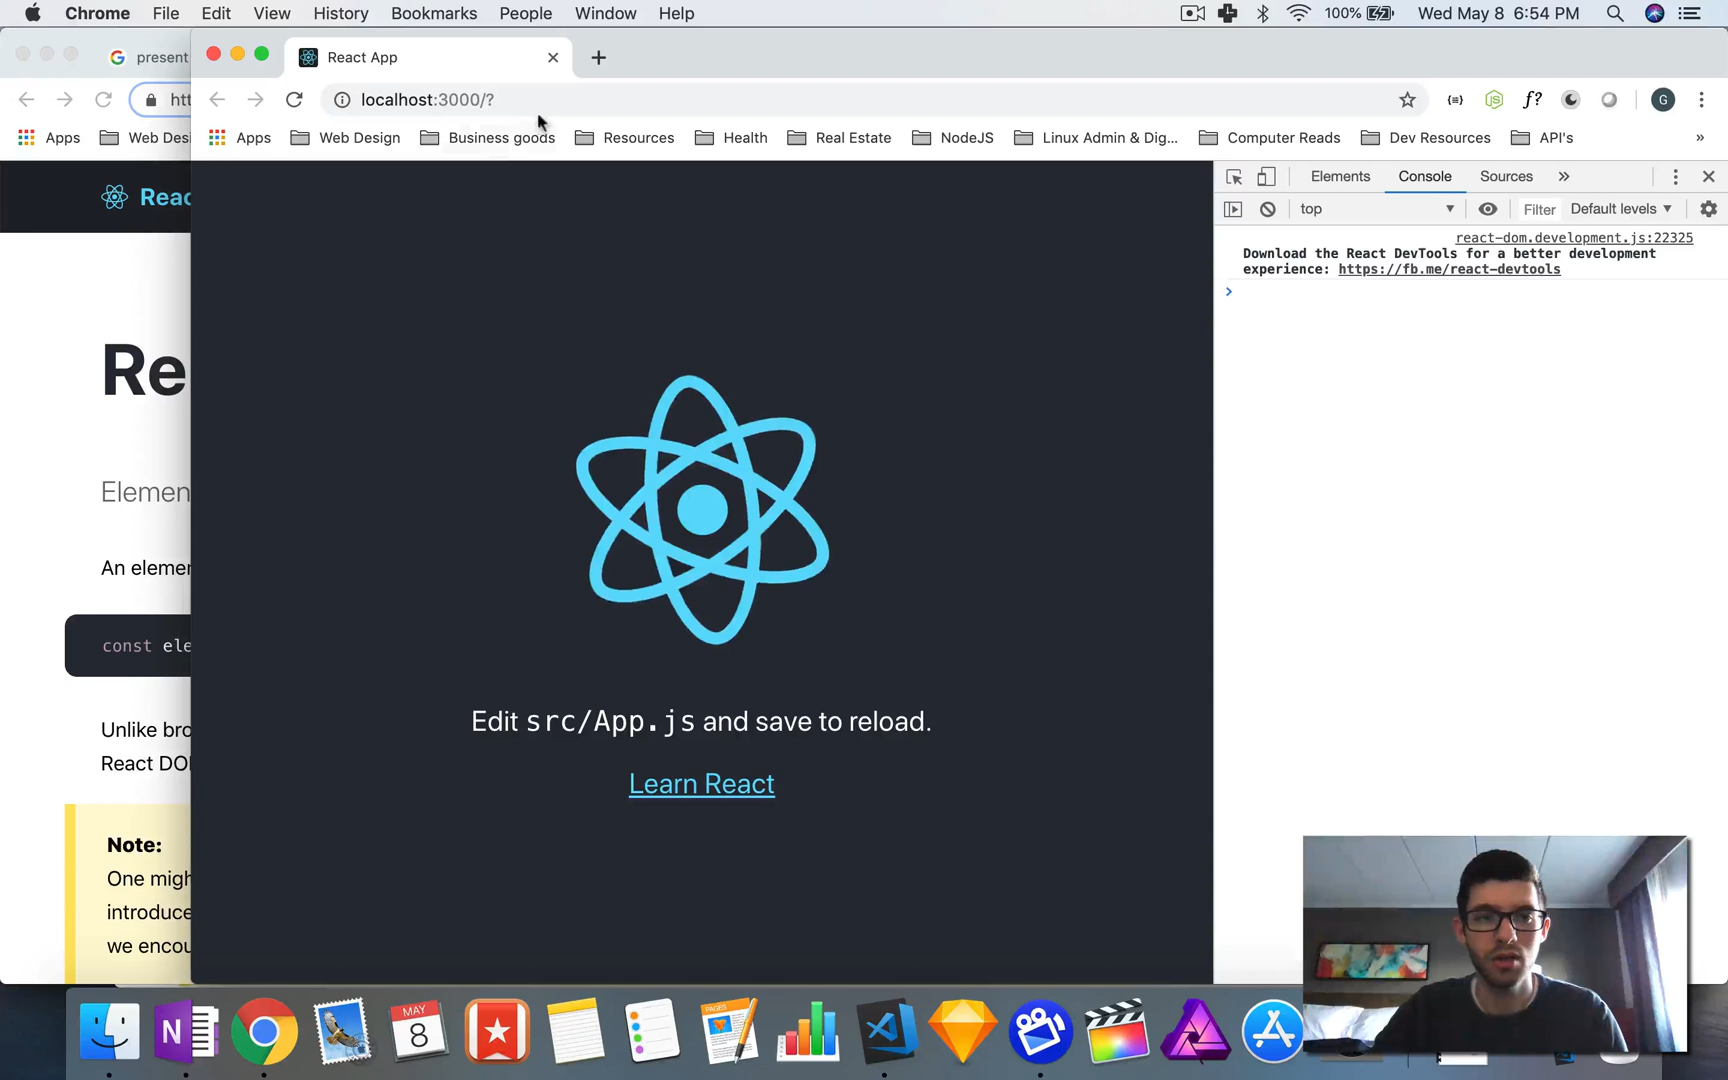 Chrome File Edit View History Bookmarks People Window Help 100% Wed May 8 6:54 PM
present React App
htt localhost:3000/? {=} JS f? G
Apps Web Desi Apps Web Design Business goods Resources Health Real Estate NodeJS Linux Admin & Dig... Computer Reads Dev Resources API's »
Elements Console Sources »
Reac
top Filter Default levels
react-dom.development.js:22325
Download the React DevTools for a better development
experience: https://fb.me/react-devtools
Re
Elemen
An elemen
const ele
Edit src/App.js and save to reload.
Unlike bro
React DO
Learn React
Note:
One migh
introduce
we encou
N
MAY
8
PAGES